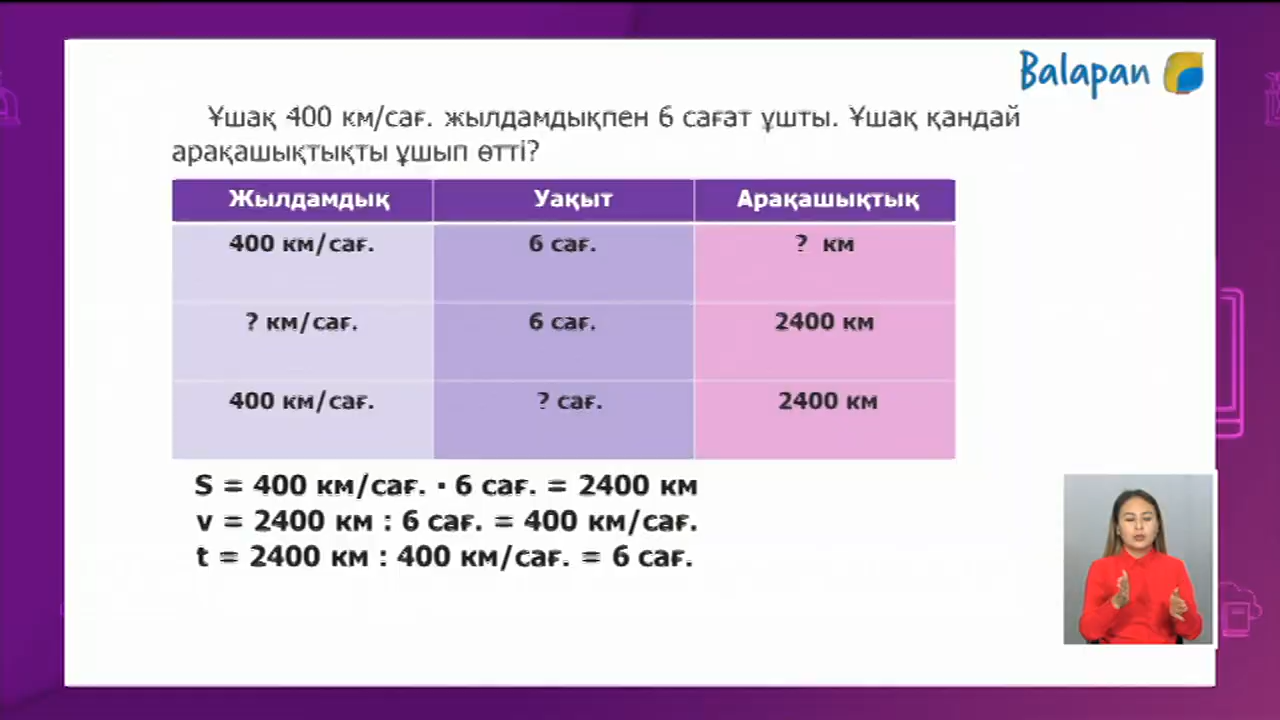 Balapan
Ұшақ 400 км/сағ. жылдамдықпен 6 сағат ұшты. Ұшақ қандай
арақашықтықты ұшып өтті?
Жылдамдық Уақыт Арақашықтық
400 км/сағ. 6 сағ. ? км
? км/сағ. 6 сағ. 2400 км
400 км/сағ. ? сағ. 2400 км
S = 400 км/сағ. · 6 сағ. = 2400 км
v = 2400 км : 6 сағ. = 400 км/сағ.
t = 2400 км : 400 км/сағ. = 6 сағ.